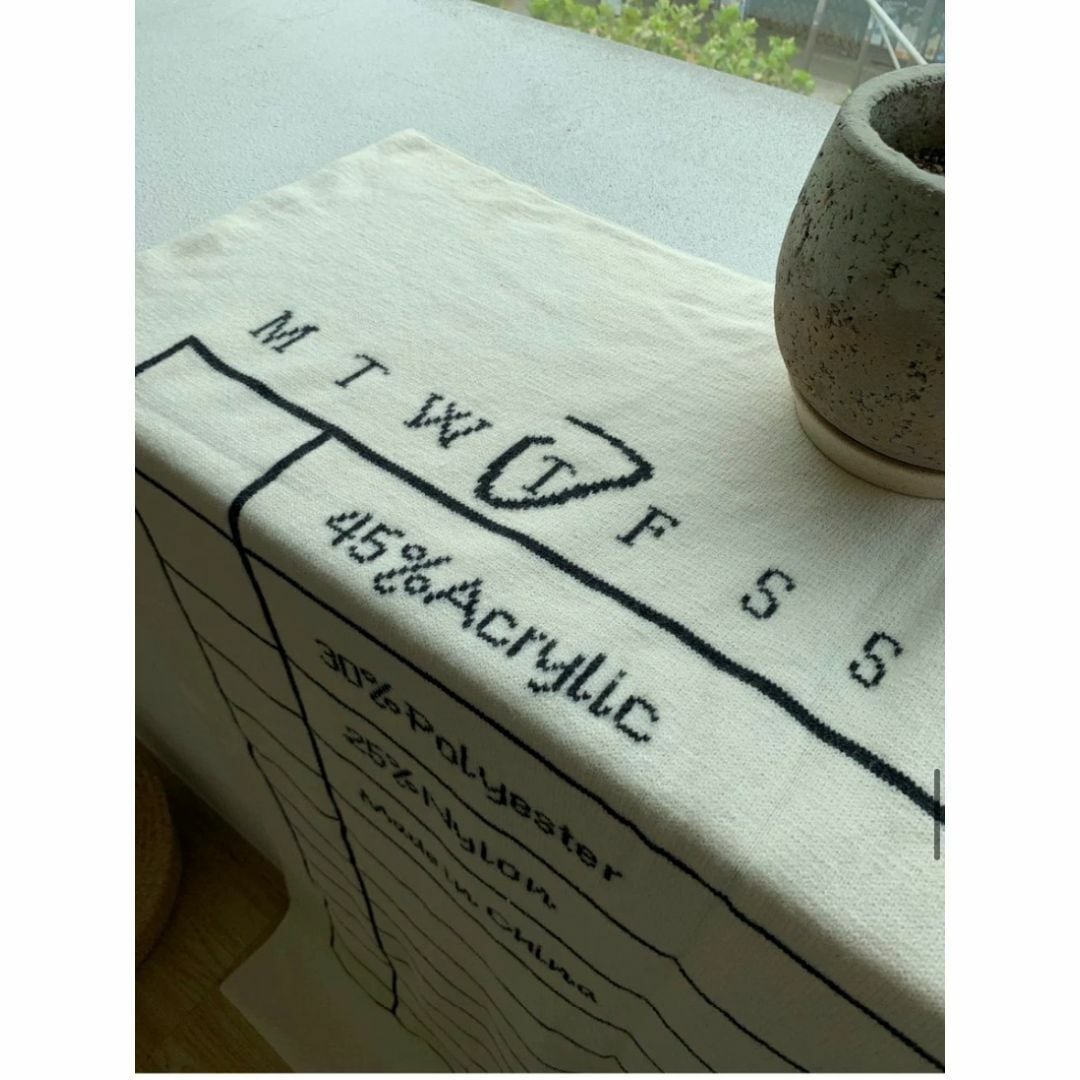 M T W T F S S
45%Acrylic
30%Polyester
25%Nylon
Made in China